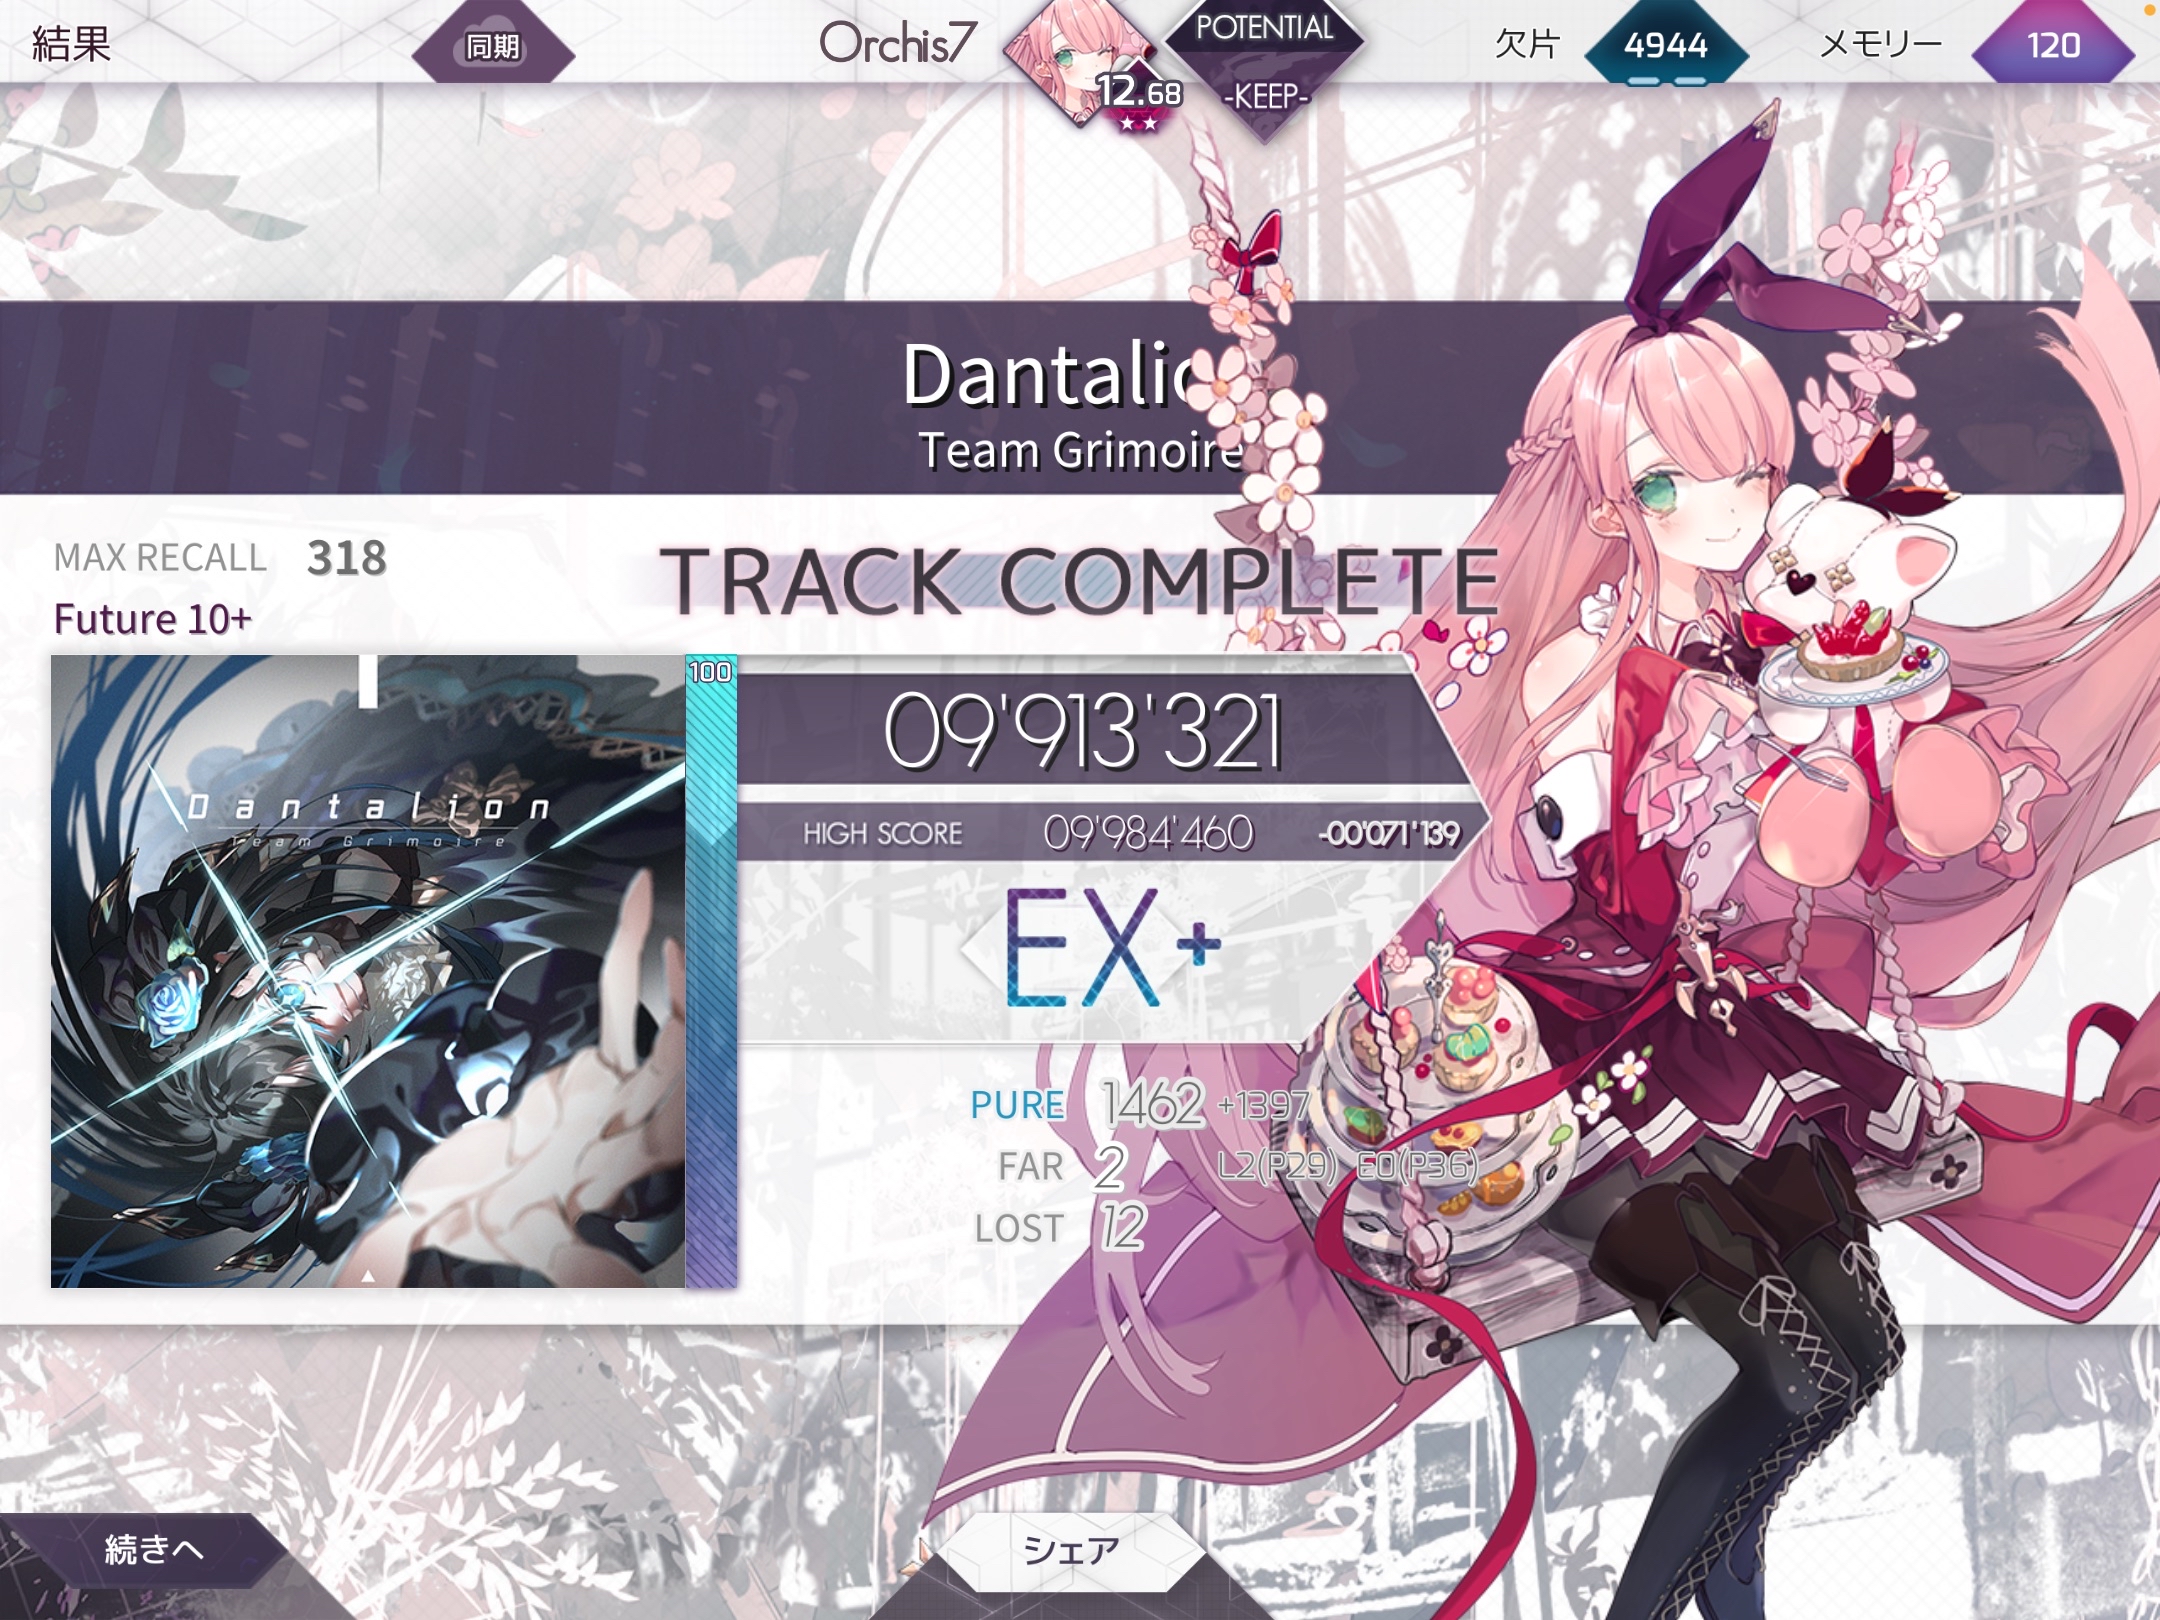 結果
同期
Orchis7
12.68
POTENTIAL
-KEEP-
欠片
4944
メモリー
120
Dantalio
Team Grimoire
MAX RECALL 318
TRACK COMPLETE
Future 10+
100
09'913'321
Dantalion
Team Grimoire
HIGH SCORE 09'984'460 -00'071'139
EX+
PURE 1462 +1397
FAR 2 L2(P29) E0(P36)
LOST 12
続きへ
シェア